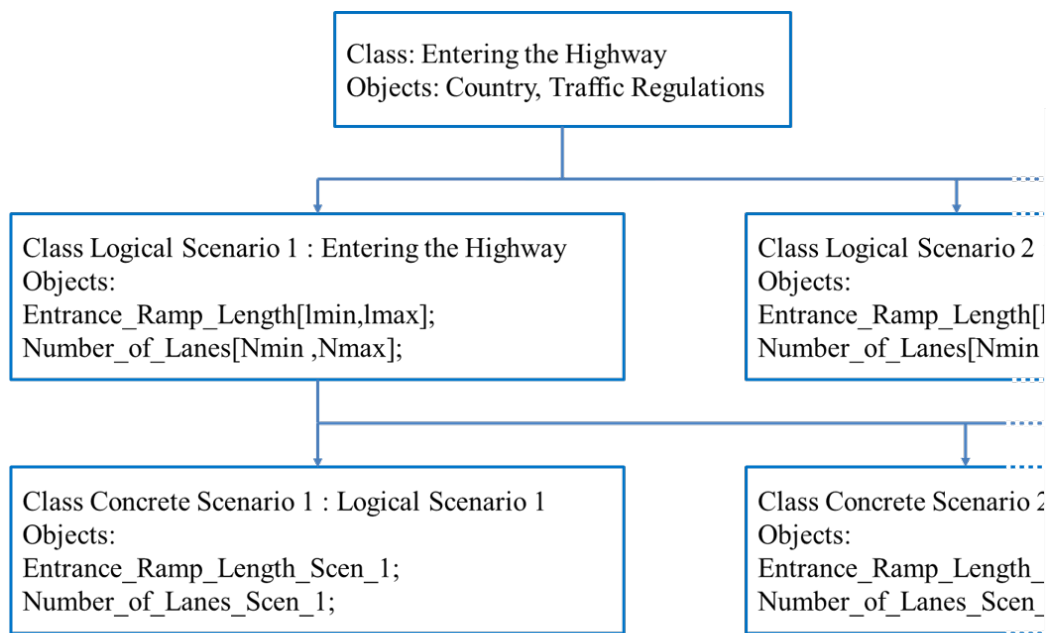 Class: Entering the Highway
Objects: Country, Traffic Regulations
Class Logical Scenario 1 : Entering the Highway
Objects:
Entrance_Ramp_Length[lmin,lmax];
Number_of_Lanes[Nmin ,Nmax];
Class Logical Scenario 2
Objects:
Entrance_Ramp_Length[
Number_of_Lanes[Nmin
Class Concrete Scenario 1 : Logical Scenario 1
Objects:
Entrance_Ramp_Length_Scen_1;
Number_of_Lanes_Scen_1;
Class Concrete Scenario 2
Objects:
Entrance_Ramp_Length_
Number_of_Lanes_Scen_